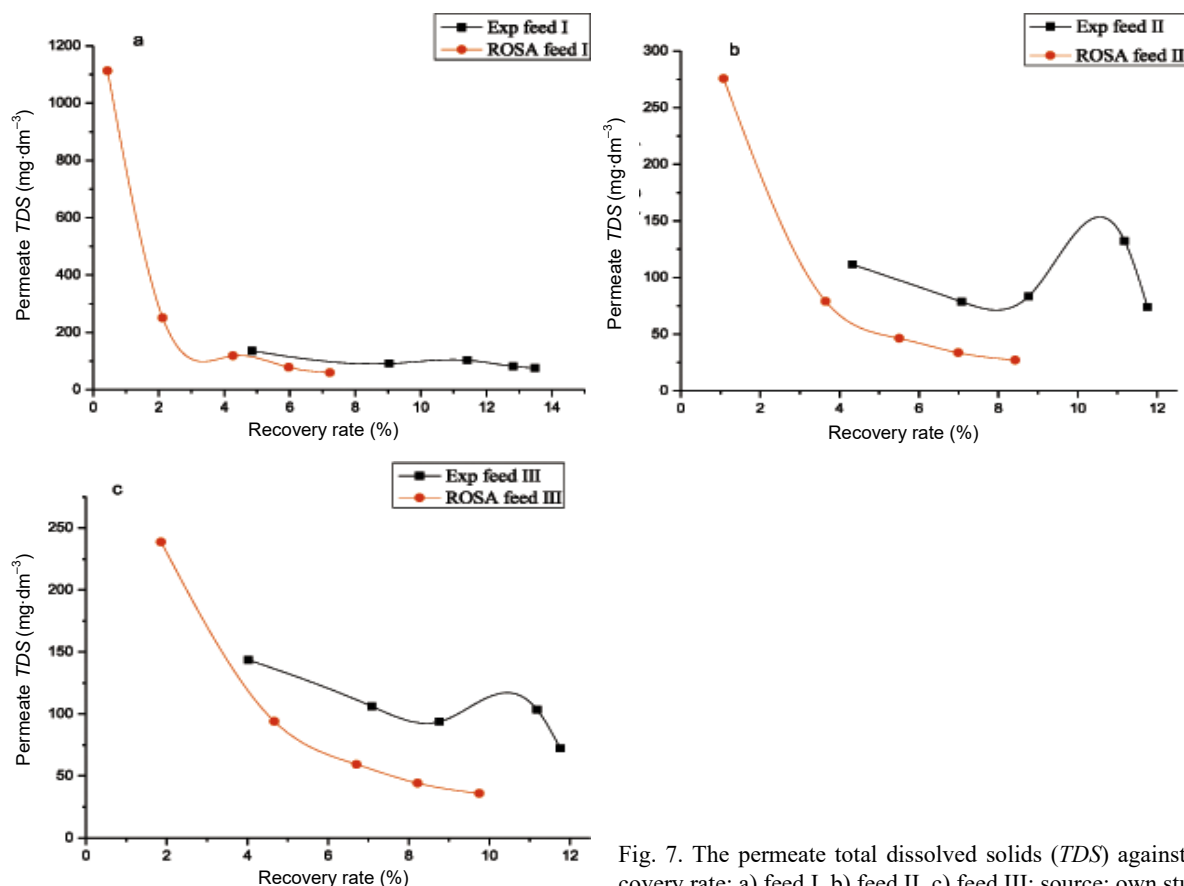 a
Exp feed I
ROSA feed I
1200
1000
800
600
400
200
0
Permeate TDS (mg·dm⁻³)
0 2 4 6 8 10 12 14
Recovery rate (%)
b
Exp feed II
ROSA feed II
300
250
200
150
100
50
0
Permeate TDS (mg·dm⁻³)
0 2 4 6 8 10 12
Recovery rate (%)
c
Exp feed III
ROSA feed III
250
200
150
100
50
0
Permeate TDS (mg·dm⁻³)
0 2 4 6 8 10 12
Recovery rate (%)
Fig. 7. The permeate total dissolved solids (TDS) against
covery rate: a) feed I, b) feed II, c) feed III; source: own